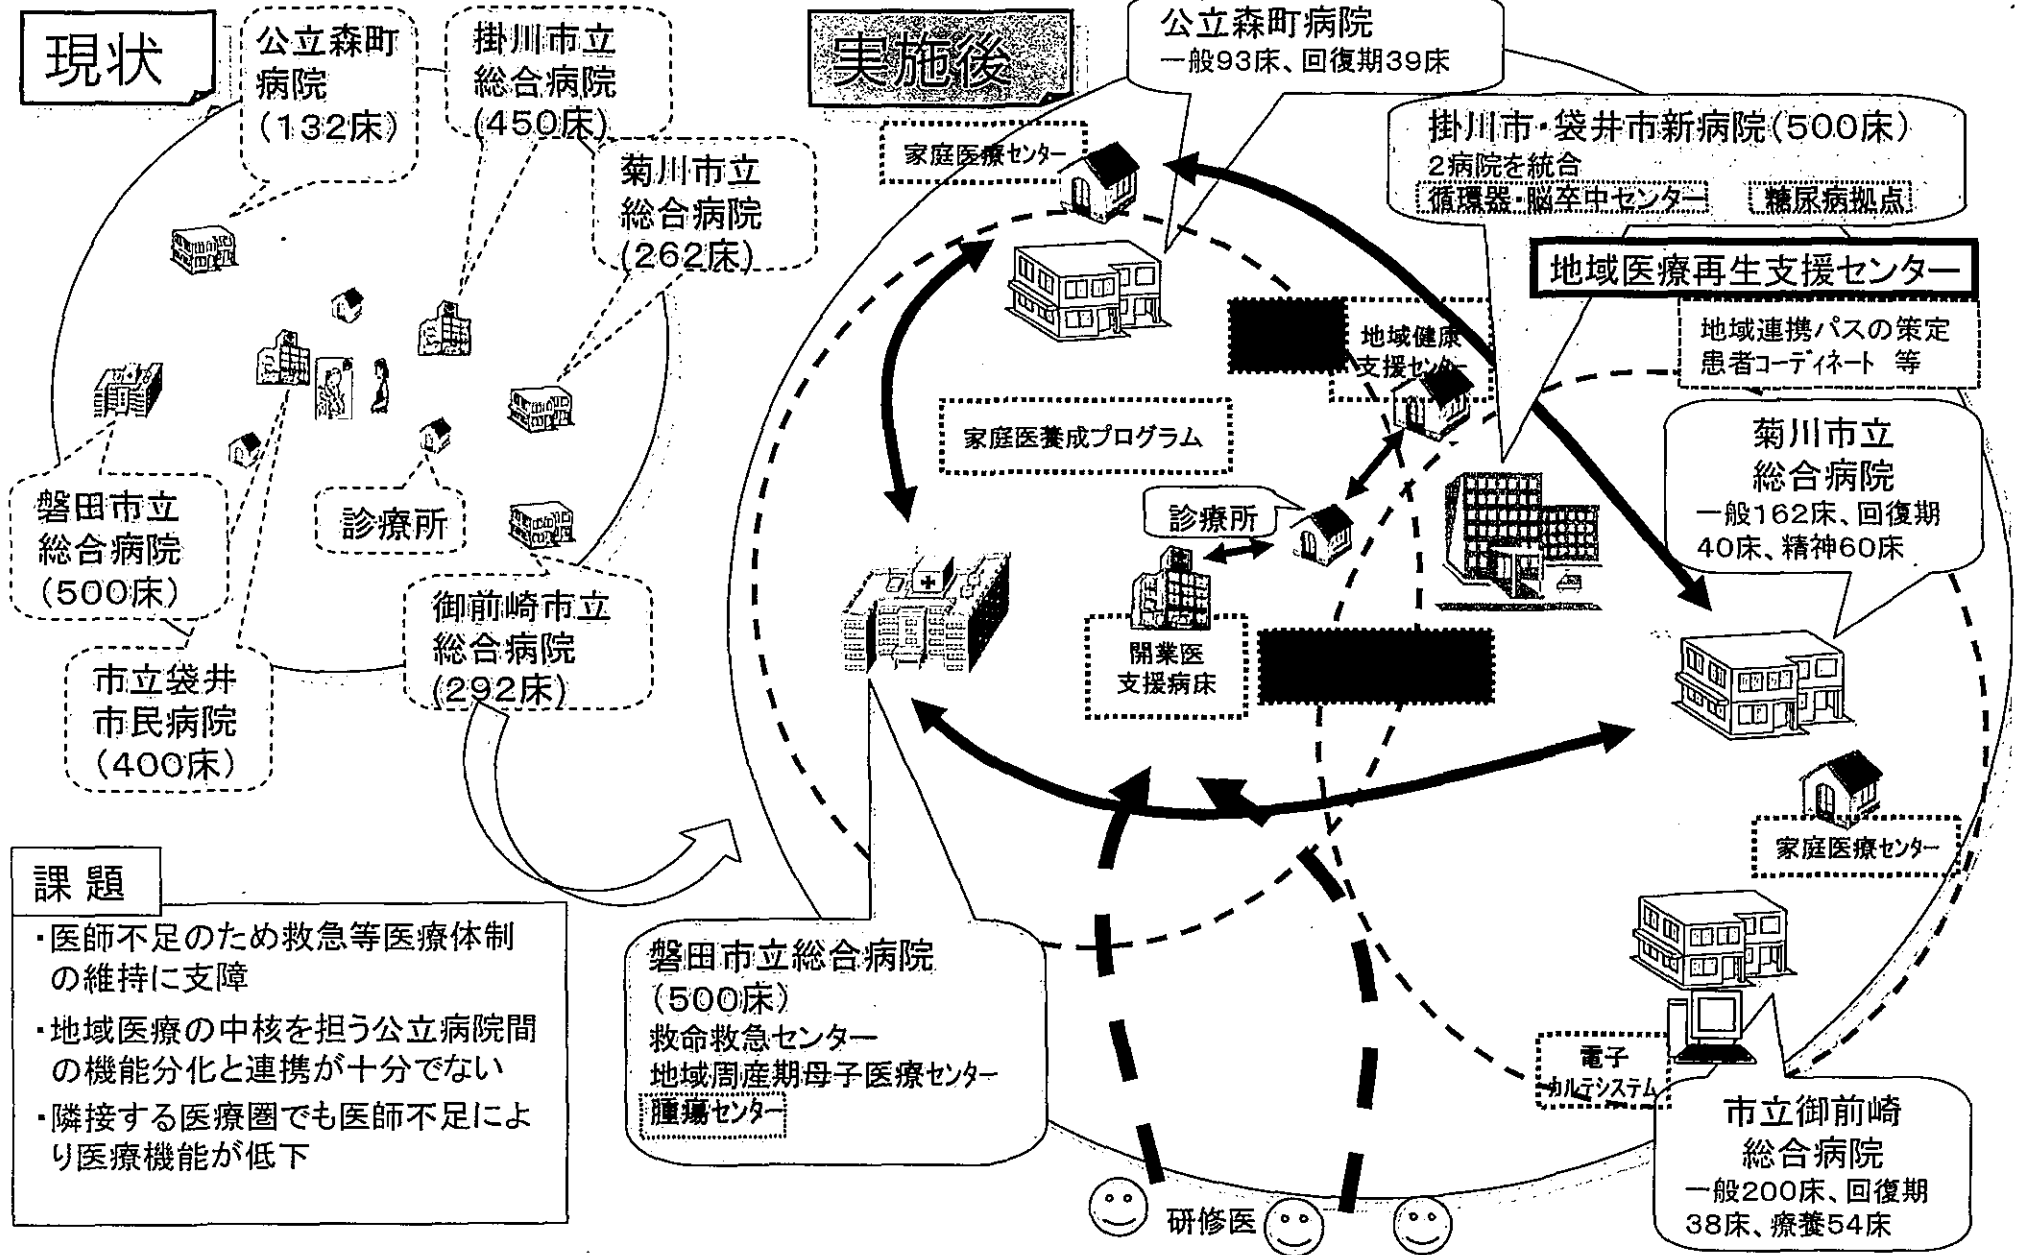 現状
公立森町
病院
(132床)
掛川市立
総合病院
(450床)
菊川市立
総合病院
(262床)
磐田市立
総合病院
(500床)
診療所
御前崎市立
総合病院
(292床)
市立袋井
市民病院
(400床)
課題
・医師不足のため救急等医療体制
の維持に支障
・地域医療の中核を担う公立病院間
の機能分化と連携が十分でない
・隣接する医療圏でも医師不足によ
り医療機能が低下
実施後
公立森町病院
一般93床、回復期39床
家庭医療センター
掛川市・袋井市新病院(500床)
2病院を統合
循環器・脳卒中センター 糖尿病拠点
地域医療再生支援センター
地域連携パスの策定
患者コーディネート 等
地域健康
支援センター
家庭医養成プログラム
菊川市立
総合病院
一般162床、回復期
40床、精神60床
診療所
開業医
支援病床
家庭医療センター
磐田市立総合病院
(500床)
救命救急センター
地域周産期母子医療センター
腫瘍センター
電子
カルテシステム
市立御前崎
総合病院
一般200床、回復期
38床、療養54床
研修医